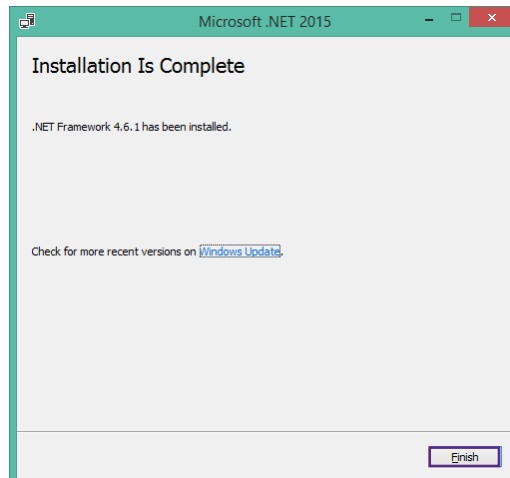 Microsoft .NET 2015
Installation Is Complete
.NET Framework 4.6.1 has been installed.
Check for more recent versions on Windows Update.
Finish